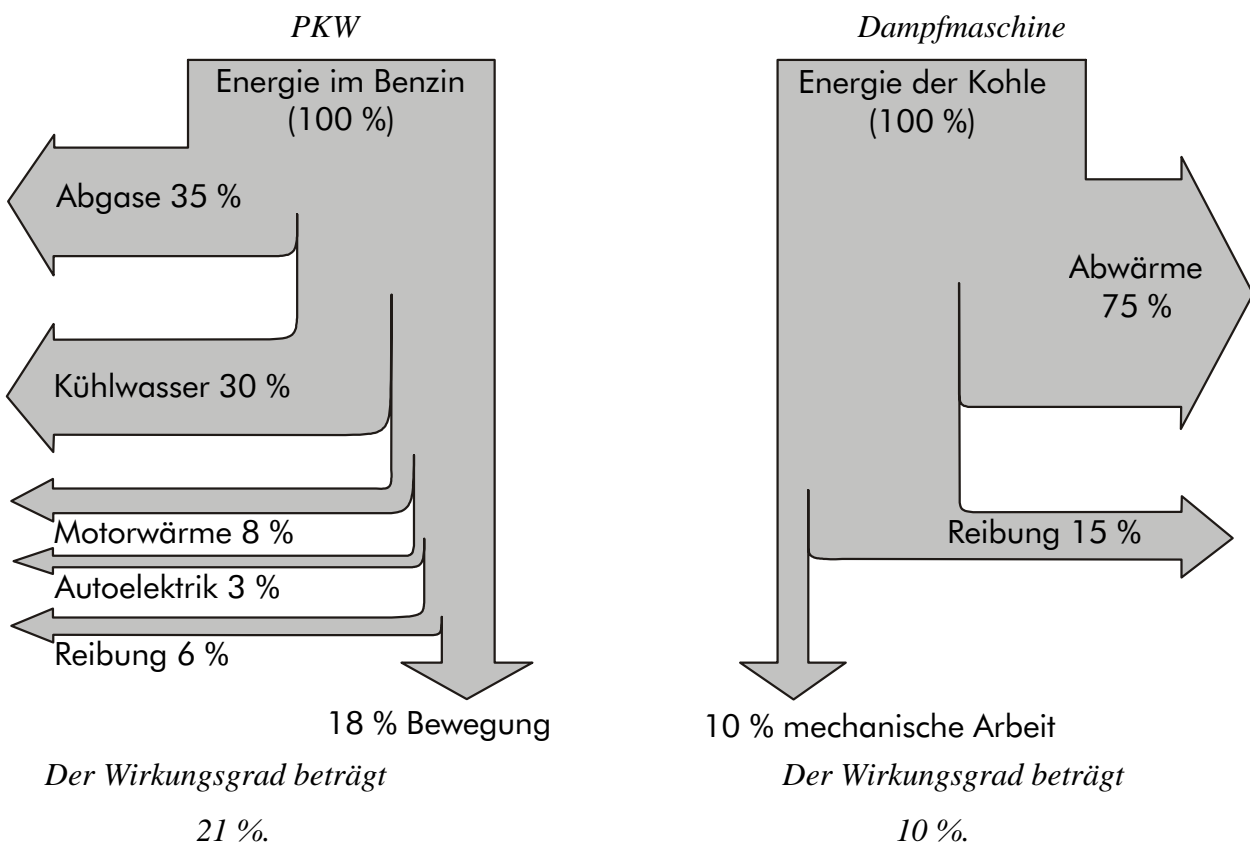 PKW
Energie im Benzin
(100 %)
Abgase 35 %
Kühlwasser 30 %
Motorwärme 8 %
Autoelektrik 3 %
Reibung 6 %
18 % Bewegung
Der Wirkungsgrad beträgt
21 %.
Dampfmaschine
Energie der Kohle
(100 %)
Abwärme
75 %
Reibung 15 %
10 % mechanische Arbeit
Der Wirkungsgrad beträgt
10 %.